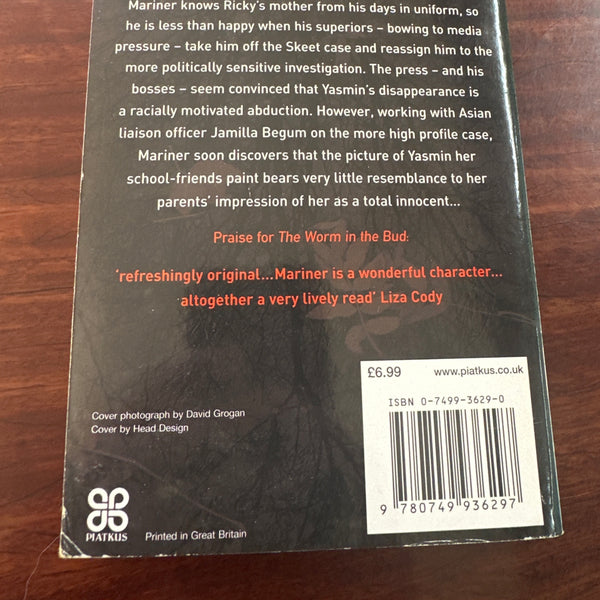 Mariner knows Ricky's mother from his days in uniform, so
he is less than happy when his superiors – bowing to media
pressure – take him off the Skeet case and reassign him to the
more politically sensitive investigation. The press – and his
bosses – seem convinced that Yasmin's disappearance is
a racially motivated abduction. However, working with Asian
liaison officer Jamilla Begum on the more high profile case,
Mariner soon discovers that the picture of Yasmin her
school-friends paint bears very little resemblance to her
parents' impression of her as a total innocent...
Praise for The Worm in the Bud:
'refreshingly original...Mariner is a wonderful character...
altogether a very lively read' Liza Cody
£6.99 www.piatkus.co.uk
ISBN 0-7499-3629-0
9 780749 936297
Cover photograph by David Grogan
Cover by Head Design
PIATKUS
Printed in Great Britain